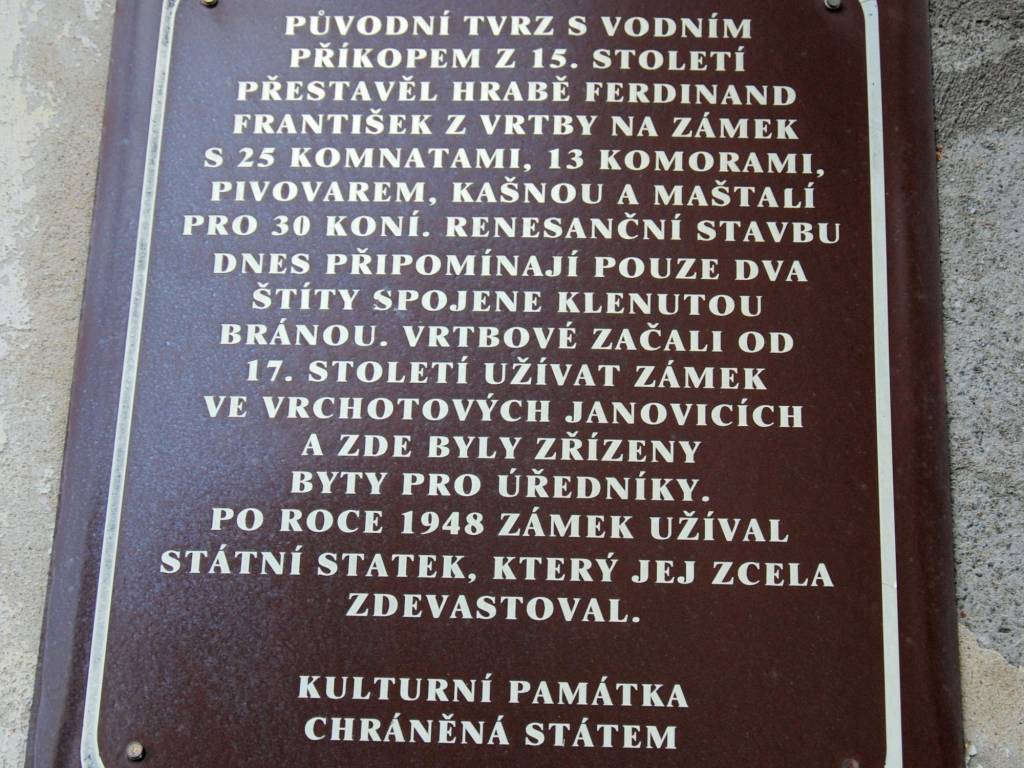 PŮVODNÍ TVRZ S VODNÍM
PŘÍKOPEM Z 15. STOLETÍ
PŘESTAVĚL HRABĚ FERDINAND
FRANTIŠEK Z VRTBY NA ZÁMEK
S 25 KOMNATAMI, 13 KOMORAMI,
PIVOVAREM, KAŠNOU A MAŠTALÍ
PRO 30 KONÍ. RENESANČNÍ STAVBU
DNES PŘIPOMÍNAJÍ POUZE DVA
ŠTÍTY SPOJENE KLENUTOU
BRÁNOU. VRTBOVÉ ZAČALI OD
17. STOLETÍ UŽÍVAT ZÁMEK
VE VRCHOTOVÝCH JANOVICÍCH
A ZDE BYLY ZŘÍZENY
BYTY PRO ÚŘEDNÍKY.
PO ROCE 1948 ZÁMEK UŽÍVAL
STÁTNÍ STATEK, KTERÝ JEJ ZCELA
ZDEVASTOVAL.
KULTURNÍ PAMÁTKA
CHRÁNĚNÁ STÁTEM